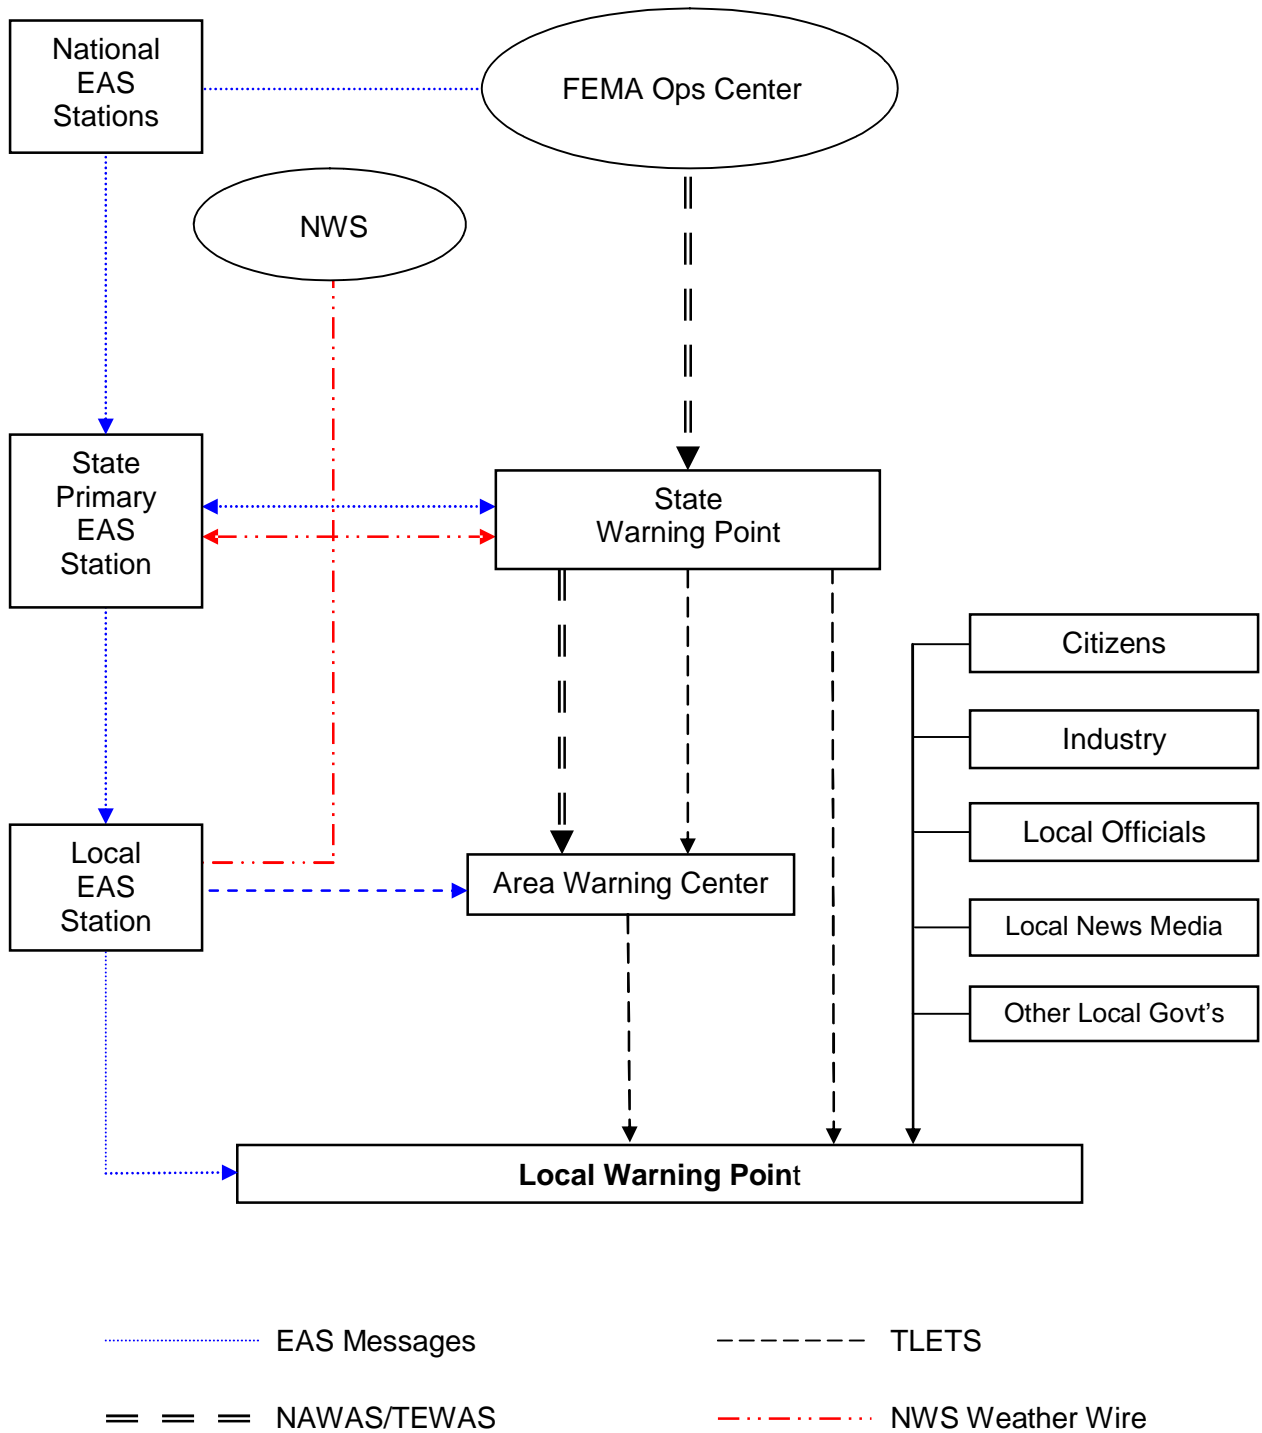 National
EAS
Stations
FEMA Ops Center
NWS
State
Primary
EAS
Station
State
Warning Point
Citizens
Industry
Local Officials
Local News Media
Other Local Govt’s
Local
EAS
Station
Area Warning Center
Local Warning Point
EAS Messages
TLETS
NAWAS/TEWAS
NWS Weather Wire